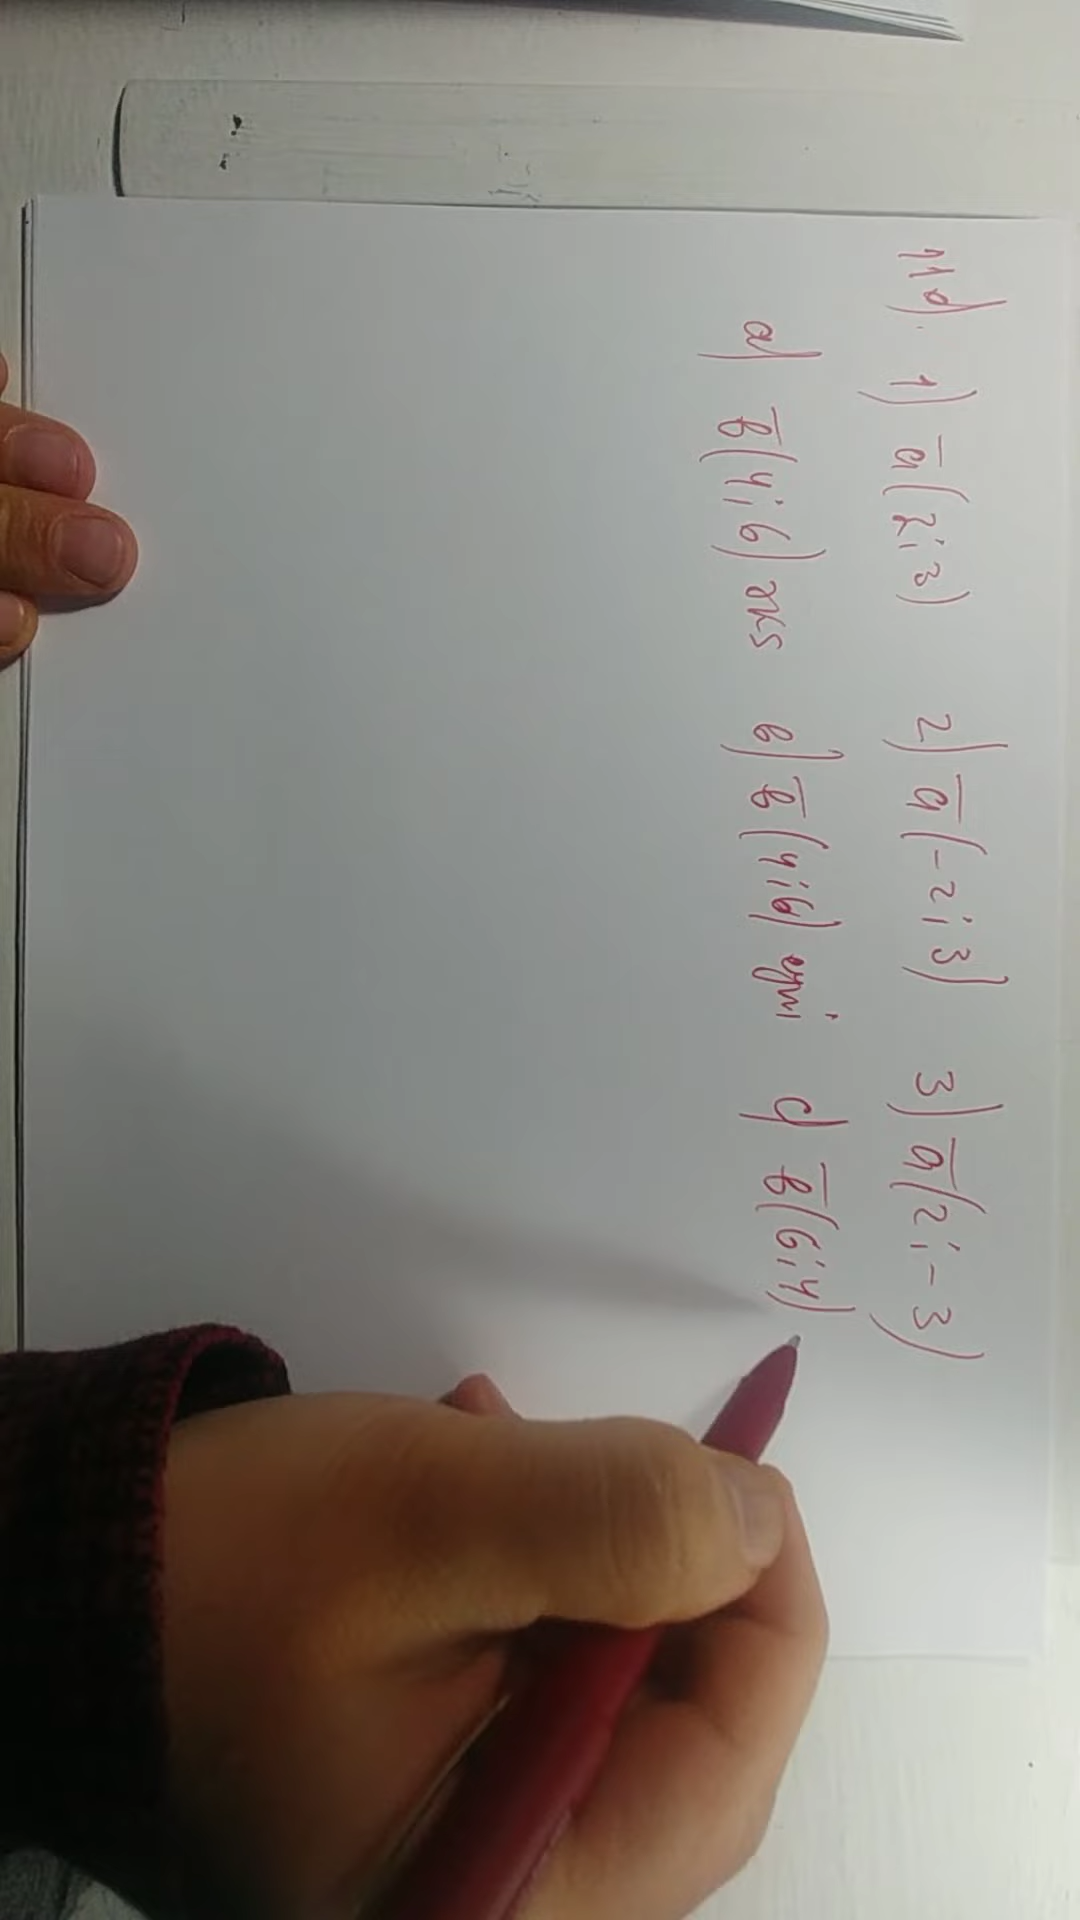 11d. 1) a̅(2;3) 2) a̅(-2;3) 3) a̅(2;-3)
a) b̅(4;6) b) b̅(4;6) c) b̅(6;4)